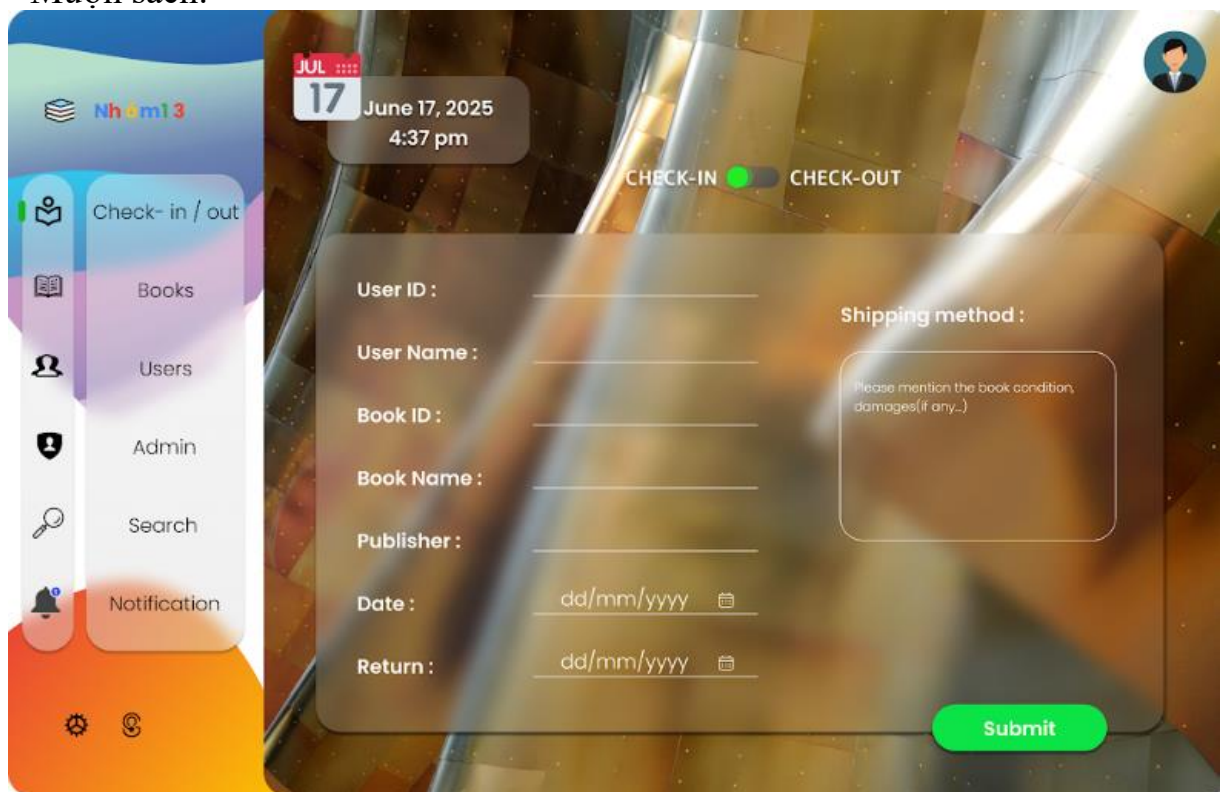 Mượn sách:
JUL
17
June 17, 2025
4:37 pm
Nhóm13
CHECK-IN CHECK-OUT
Check- in / out
Books
Users
Admin
Search
Notification
User ID :
User Name :
Book ID :
Book Name :
Publisher :
Date : dd/mm/yyyy
Return : dd/mm/yyyy
Shipping method :
Please mention the book condition,
damages(if any...)
Submit